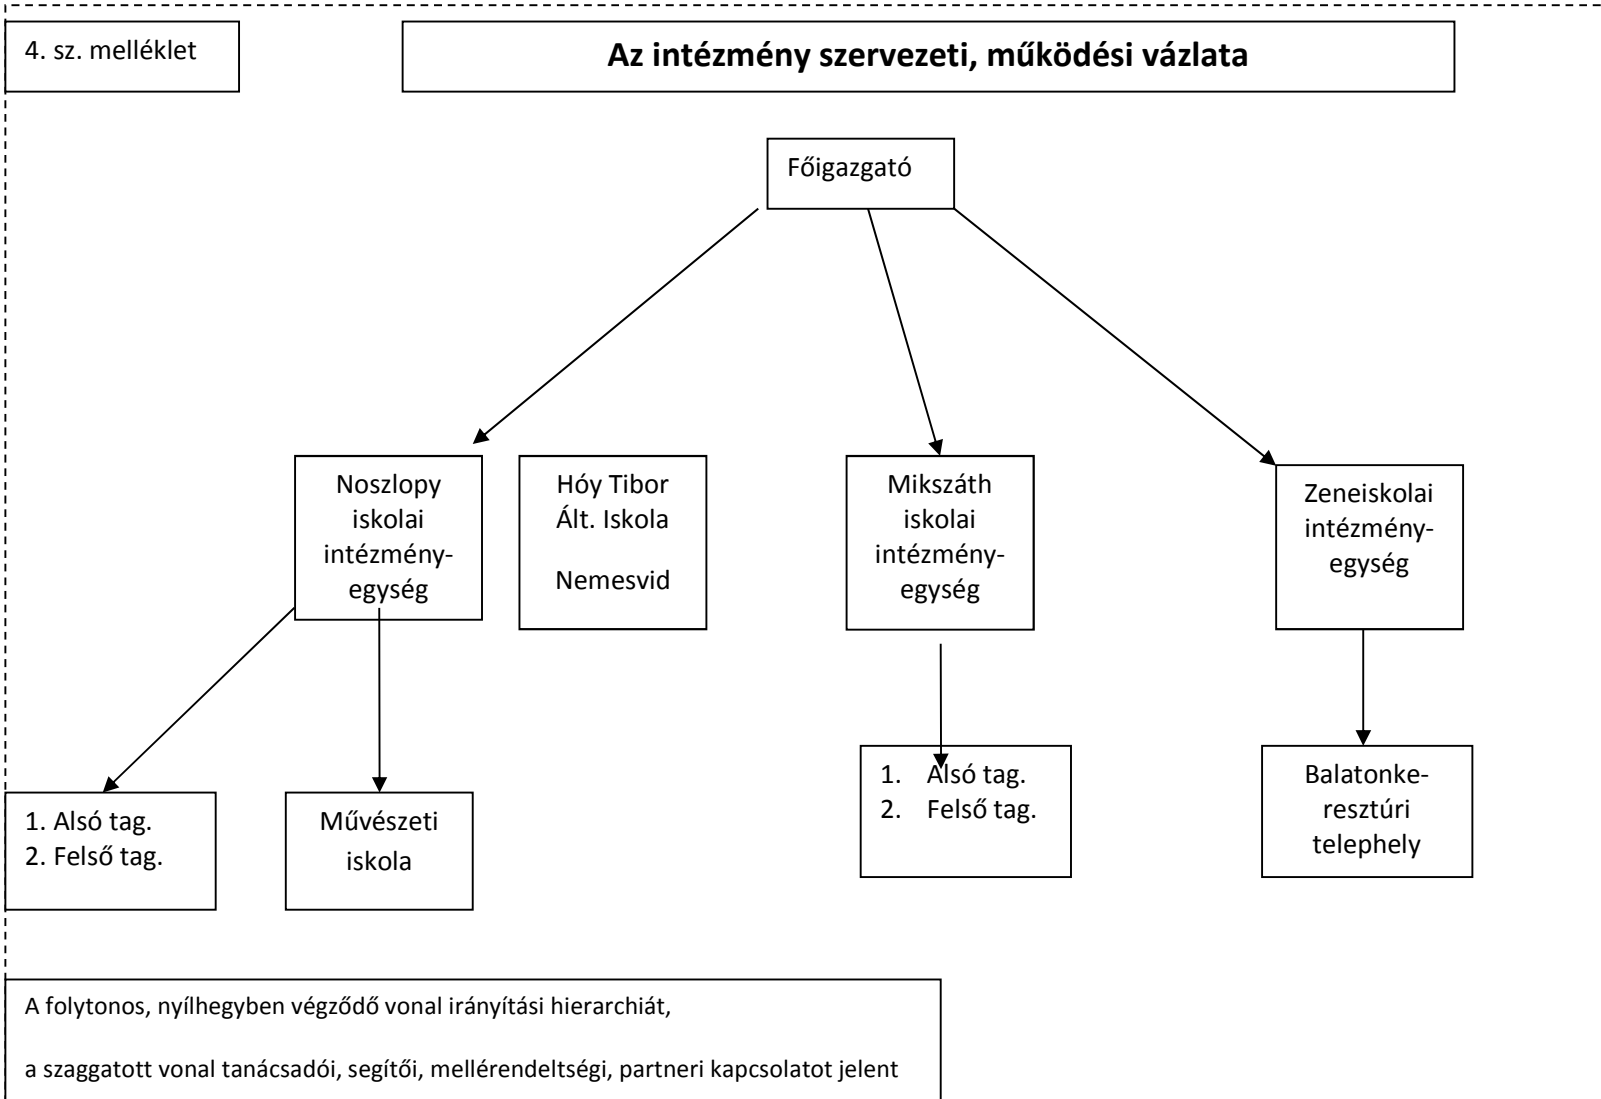 4. sz. melléklet
Az intézmény szervezeti, működési vázlata
Főigazgató
Noszlopy
iskolai
intézmény-
egység
Hóy Tibor
Ált. Iskola
Nemesvid
Mikszáth
iskolai
intézmény-
egység
Zeneiskolai
intézmény-
egység
1. Alsó tag.
2. Felső tag.
Művészeti
iskola
1. Alsó tag.
2. Felső tag.
Balatonke-
resztúri
telephely
A folytonos, nyílhegyben végződő vonal irányítási hierarchiát,
a szaggatott vonal tanácsadói, segítői, mellérendeltségi, partneri kapcsolatot jelent